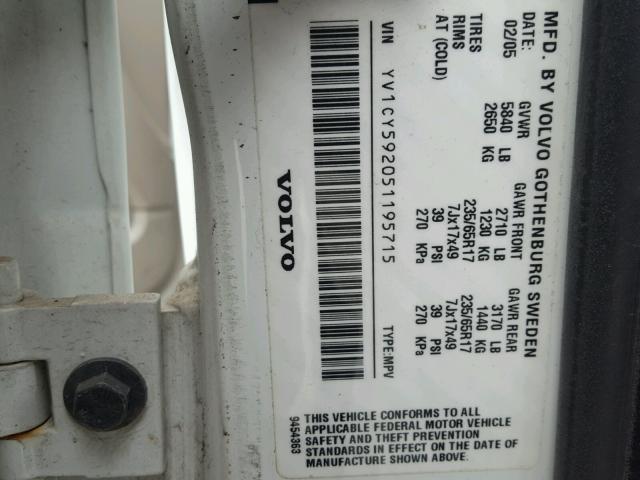 MFD. BY VOLVO GOTHENBURG SWEDEN
DATE: GVWR GAWR FRONT GAWR REAR
02/05 5840 LB 2710 LB 3170 LB
2650 KG 1230 KG 1440 KG
TIRES 235/65R17 235/65R17
RIMS 7Jx17x49 7Jx17x49
AT (COLD) 39 PSI 39 PSI
270 KPa 270 KPa
VIN YV1CY592051195715 TYPE:MPV
VOLVO
THIS VEHICLE CONFORMS TO ALL
APPLICABLE FEDERAL MOTOR VEHICLE
SAFETY AND THEFT PREVENTION
STANDARDS IN EFFECT ON THE DATE OF
MANUFACTURE SHOWN ABOVE.
9454363